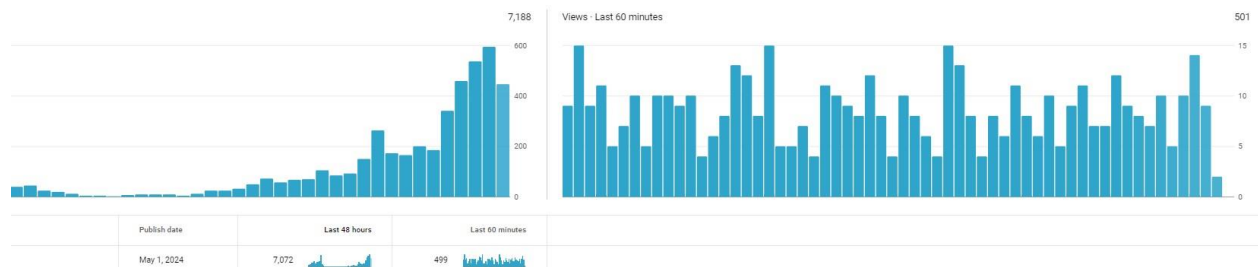 7,188
600
400
200
0
Views · Last 60 minutes
501
15
10
5
0
Publish date
Last 48 hours
Last 60 minutes
May 1, 2024
7,072
499